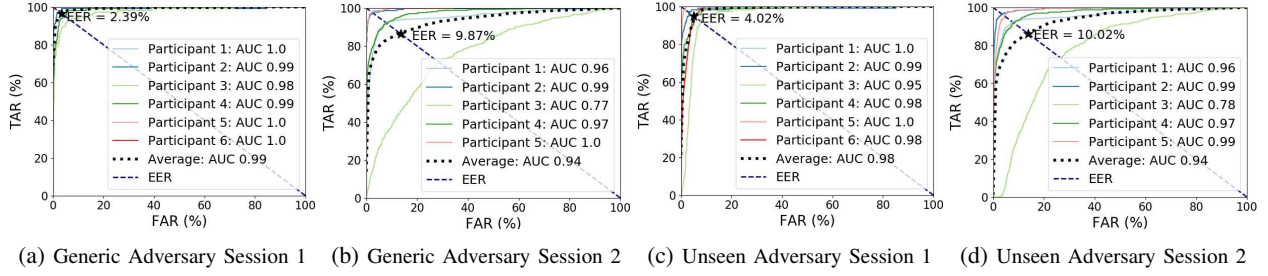 100
80
60
40
20
0
TAR (%)
EER = 2.39%
Participant 1: AUC 1.0
Participant 2: AUC 0.99
Participant 3: AUC 0.98
Participant 4: AUC 0.99
Participant 5: AUC 1.0
Participant 6: AUC 1.0
Average: AUC 0.99
EER
0 20 40 60 80 100
FAR (%)
(a) Generic Adversary Session 1
100
80
60
40
20
0
TAR (%)
EER = 9.87%
Participant 1: AUC 0.96
Participant 2: AUC 0.99
Participant 3: AUC 0.77
Participant 4: AUC 0.97
Participant 5: AUC 1.0
Average: AUC 0.94
EER
0 20 40 60 80 100
FAR (%)
(b) Generic Adversary Session 2
100
80
60
40
20
0
TAR (%)
EER = 4.02%
Participant 1: AUC 1.0
Participant 2: AUC 0.99
Participant 3: AUC 0.95
Participant 4: AUC 0.98
Participant 5: AUC 1.0
Participant 6: AUC 0.98
Average: AUC 0.98
EER
0 20 40 60 80 100
FAR (%)
(c) Unseen Adversary Session 1
100
80
60
40
20
0
TAR (%)
EER = 10.02%
Participant 1: AUC 0.96
Participant 2: AUC 0.99
Participant 3: AUC 0.78
Participant 4: AUC 0.97
Participant 5: AUC 0.99
Average: AUC 0.94
EER
0 20 40 60 80 100
FAR (%)
(d) Unseen Adversary Session 2